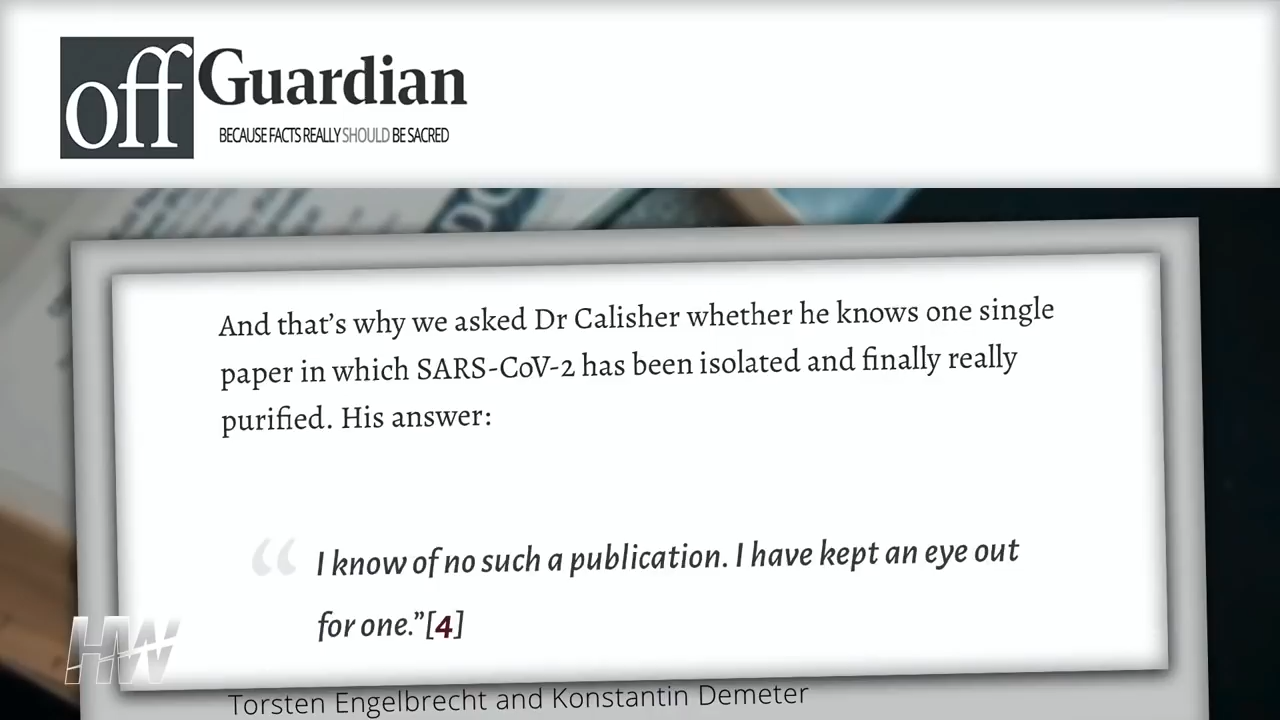 off Guardian
BECAUSE FACTS REALLY SHOULD BE SACRED
DC
And that's why we asked Dr Calisher whether he knows one single
paper in which SARS-CoV-2 has been isolated and finally really
purified. His answer:
“ I know of no such a publication. I have kept an eye out
for one.”[4]
HW
Torsten Engelbrecht and Konstantin Demeter